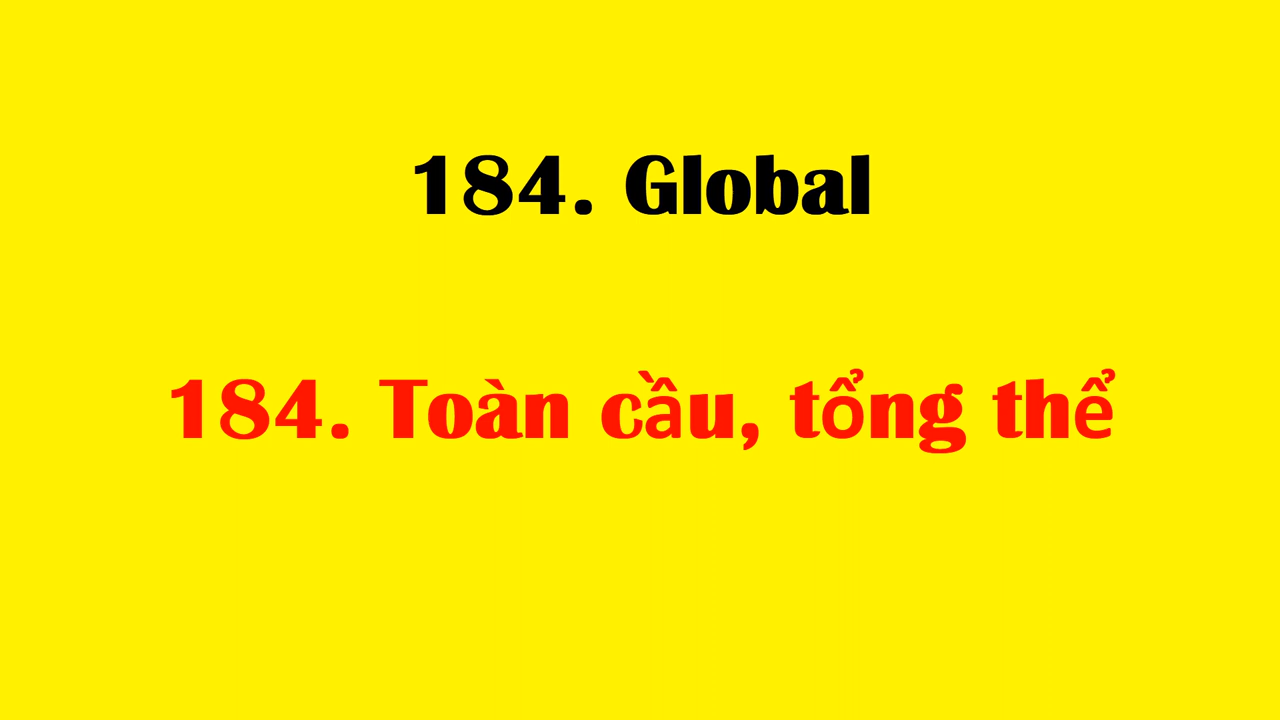 184. Global
184. Toàn cầu, tổng thể